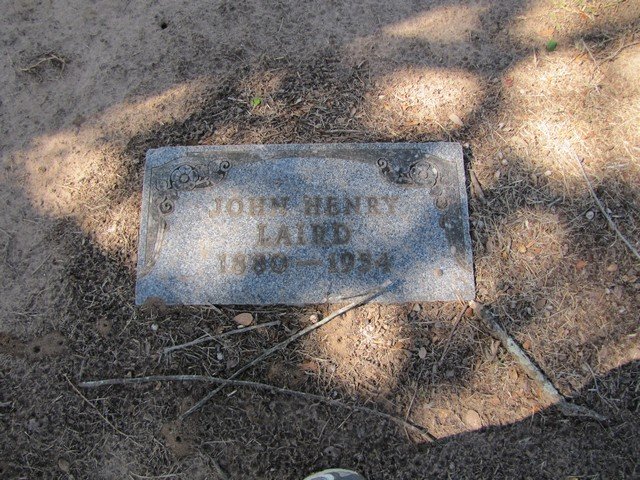 JOHN HENRY
LAIRD
1880 — 1954